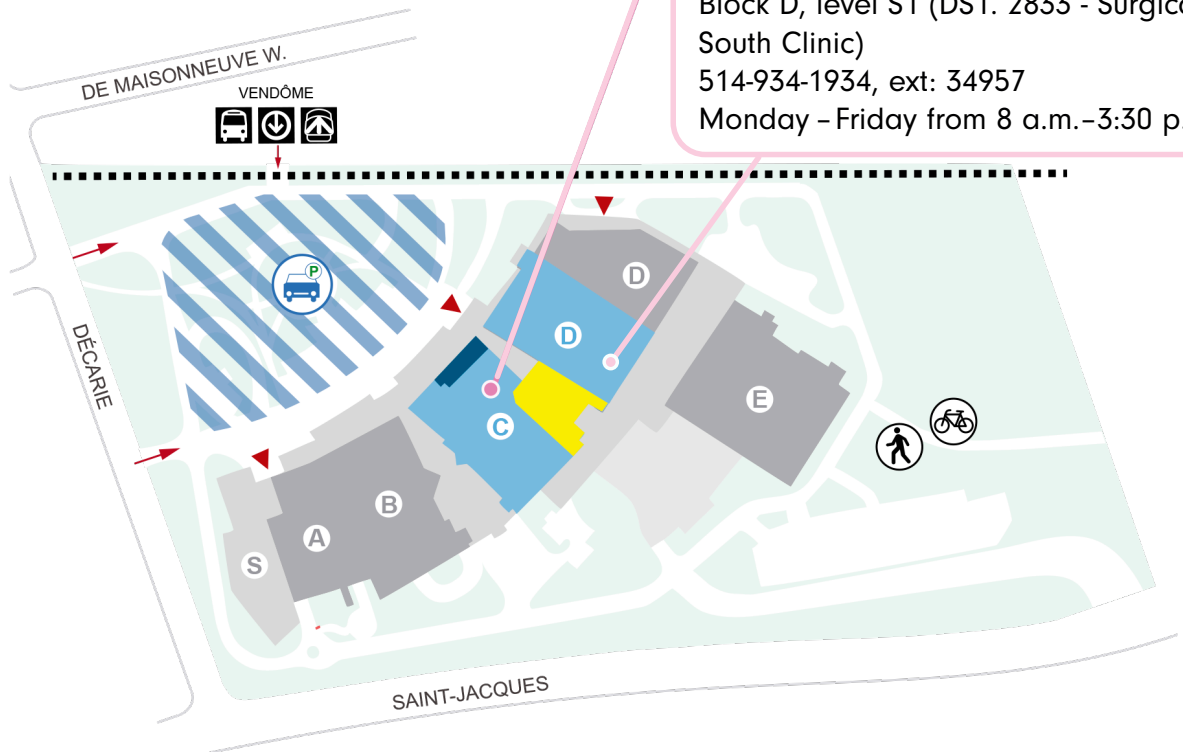 Block D, level S1 (DS1. 2833 - Surgica
South Clinic)
514-934-1934, ext: 34957
Monday – Friday from 8 a.m.–3:30 p.
DE MAISONNEUVE W.
VENDÔME
P
D
D
DÉCARIE
E
C
B
A
S
SAINT-JACQUES